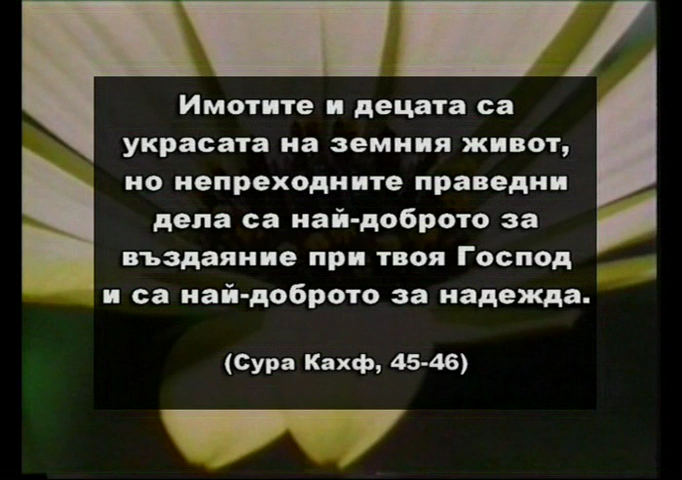 Имотите и децата са
украсата на земния живот,
но непреходните праведни
дела са най-доброто за
въздаяние при твоя Господ
и са най-доброто за надежда.
(Сура Кахф, 45-46)